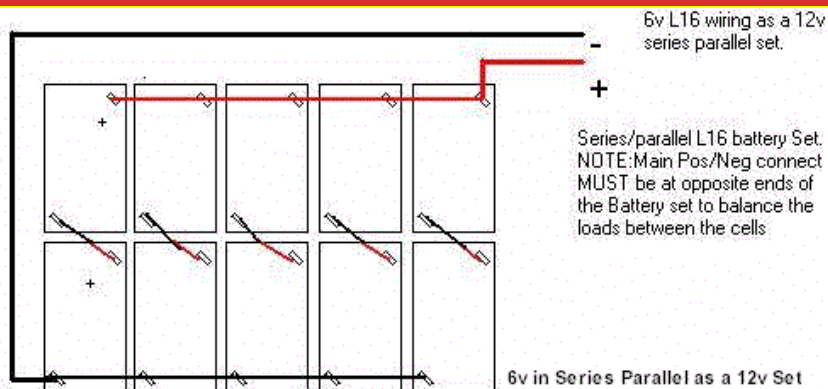 6v L16 wiring as a 12v
series parallel set.
-
+
Series/parallel L16 battery Set.
NOTE:Main Pos/Neg connect
MUST be at opposite ends of
the Battery set to balance the
loads between the cells
+
+
6v in Series Parallel as a 12v Set